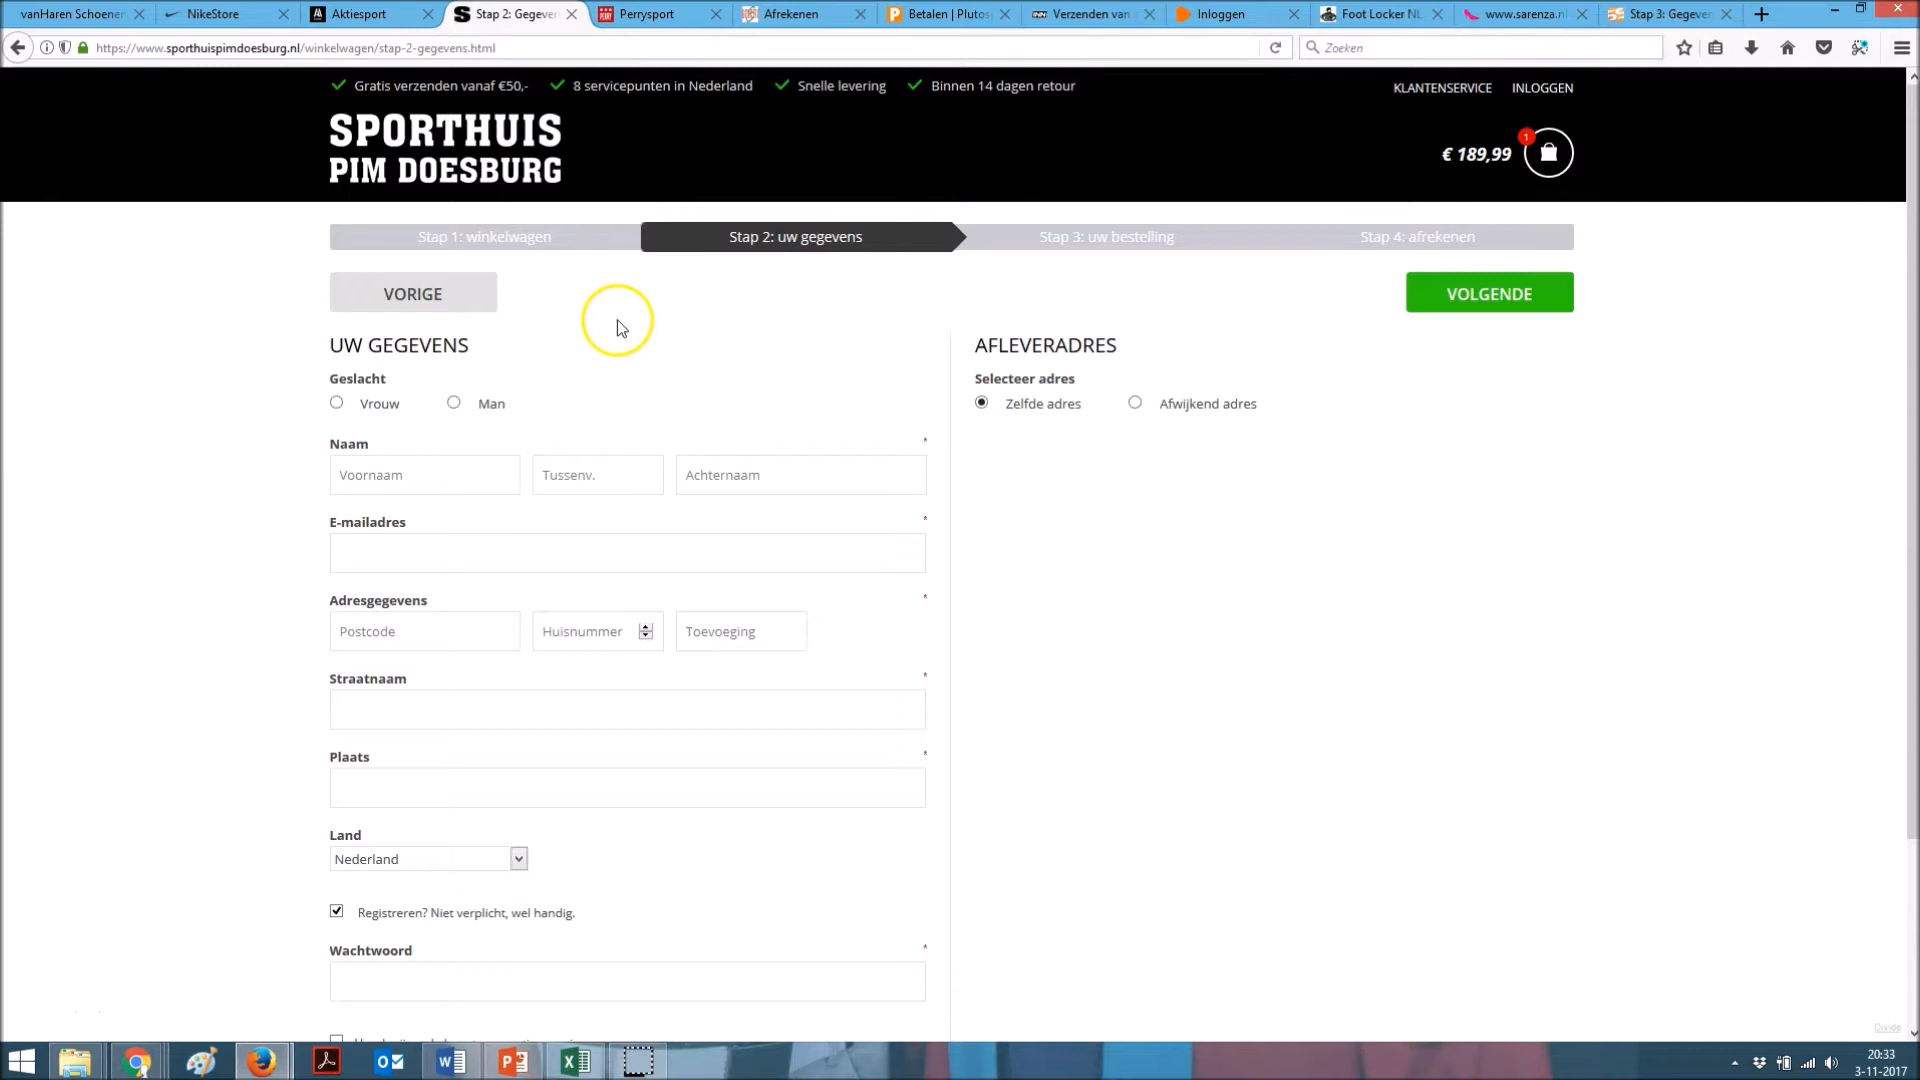 vanHaren Schoener
NikeStore
Aktiesport
Stap 2: Gegeven
Perrysport
Afrekenen
Betalen | Plutos
Verzenden van
Inloggen
Foot Locker NL
www.sarenza.nl
Stap 3: Gegeven
https://www.sporthuispimdoesburg.nl/winkelwagen/stap-2-gegevens.html
Zoeken
Gratis verzenden vanaf €50,-
8 servicepunten in Nederland
Snelle levering
Binnen 14 dagen retour
KLANTENSERVICE
INLOGGEN
SPORTHUIS
PIM DOESBURG
€ 189,99
1
Stap 1: winkelwagen
Stap 2: uw gegevens
Stap 3: uw bestelling
Stap 4: afrekenen
VORIGE
VOLGENDE
UW GEGEVENS
Geslacht
Vrouw
Man
Naam *
Voornaam
Tussenv.
Achternaam
E-mailadres *
Adresgegevens *
Postcode
Huisnummer
Toevoeging
Straatnaam *
Plaats *
Land
Nederland
Registreren? Niet verplicht, wel handig.
Wachtwoord *
AFLEVERADRES
Selecteer adres
Zelfde adres
Afwijkend adres
Divide
20:33
3-11-2017